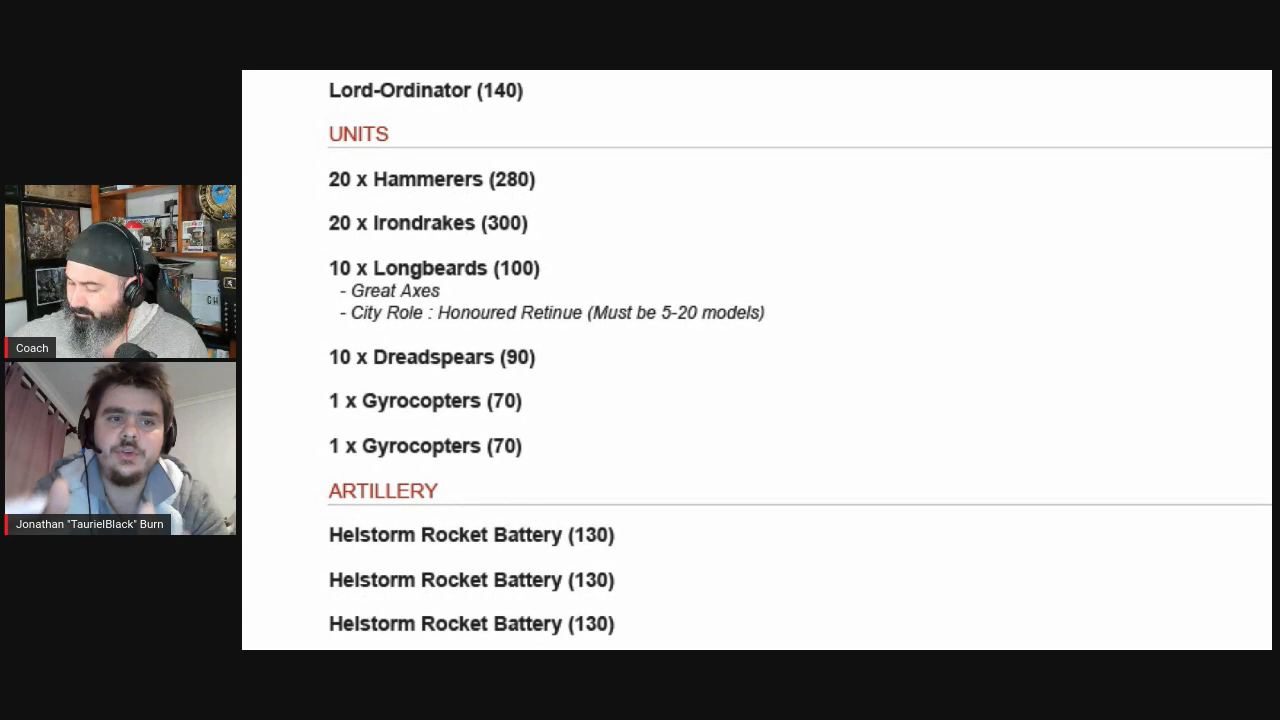 Lord-Ordinator (140)
UNITS
20 x Hammerers (280)
20 x Irondrakes (300)
10 x Longbeards (100)
- Great Axes
- City Role : Honoured Retinue (Must be 5-20 models)
10 x Dreadspears (90)
1 x Gyrocopters (70)
1 x Gyrocopters (70)
ARTILLERY
Helstorm Rocket Battery (130)
Helstorm Rocket Battery (130)
Helstorm Rocket Battery (130)
Coach
Jonathan "TaurielBlack" Burn